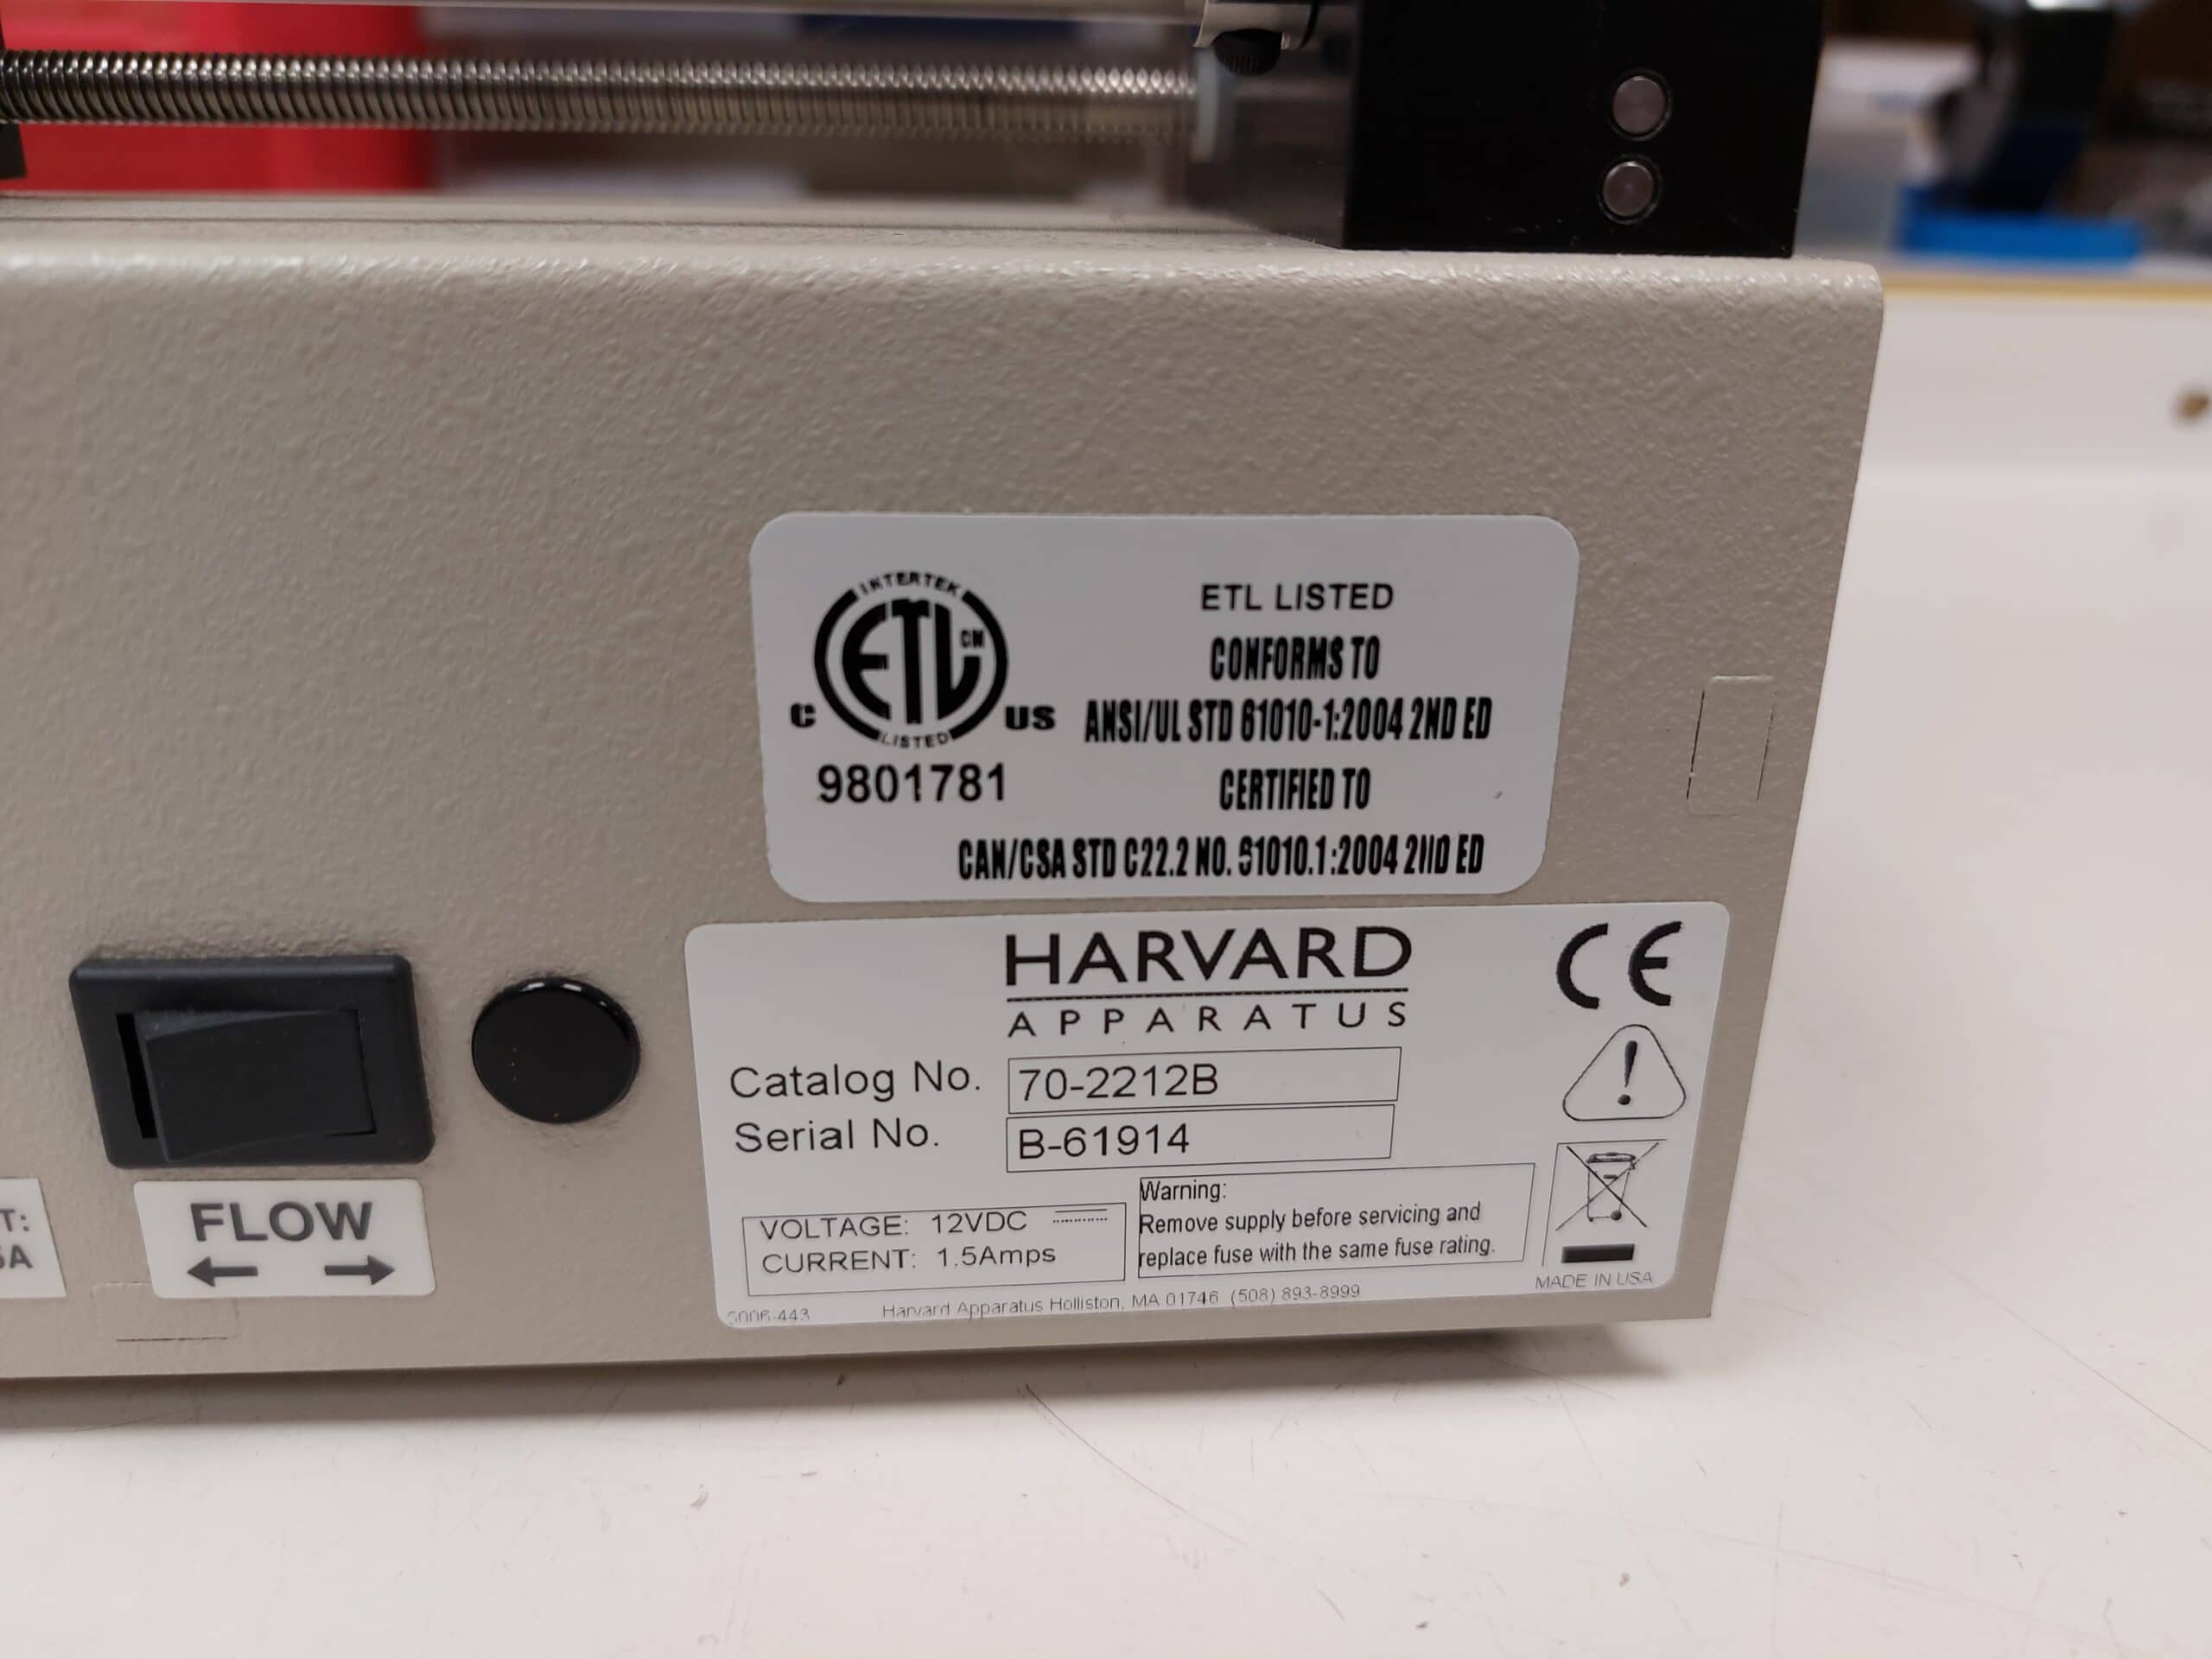 INTERTEK
ETL CM
C US
LISTED
9801781
ETL LISTED
CONFORMS TO
ANSI/UL STD 61010-1:2004 2ND ED
CERTIFIED TO
CAN/CSA STD C22.2 NO. 61010.1:2004 2ND ED
HARVARD
APPARATUS
CE
Catalog No. 70-2212B
Serial No. B-61914
VOLTAGE: 12VDC
CURRENT: 1.5Amps
Warning:
Remove supply before servicing and
replace fuse with the same fuse rating.
MADE IN USA
5006-443
Harvard Apparatus Holliston, MA 01746 (508) 893-8999
FLOW
T:
5A